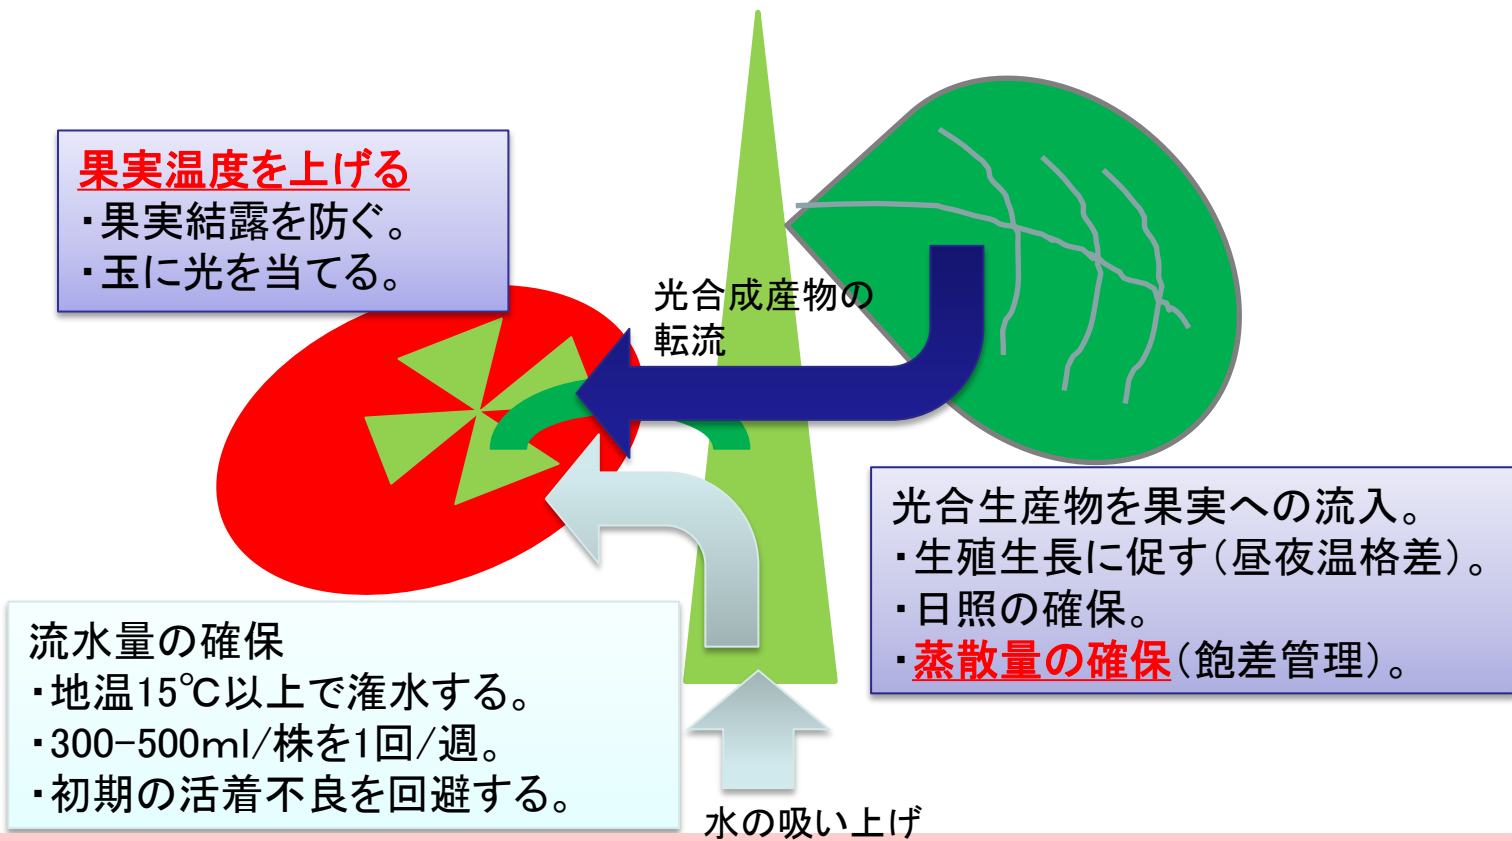 果実温度を上げる
・果実結露を防ぐ。
・玉に光を当てる。
光合成産物の
転流
光合生産物を果実への流入。
・生殖生長に促す（昼夜温格差）。
・日照の確保。
・蒸散量の確保（飽差管理）。
流水量の確保
・地温15℃以上で潅水する。
・300-500ml/株を1回/週。
・初期の活着不良を回避する。
水の吸い上げ